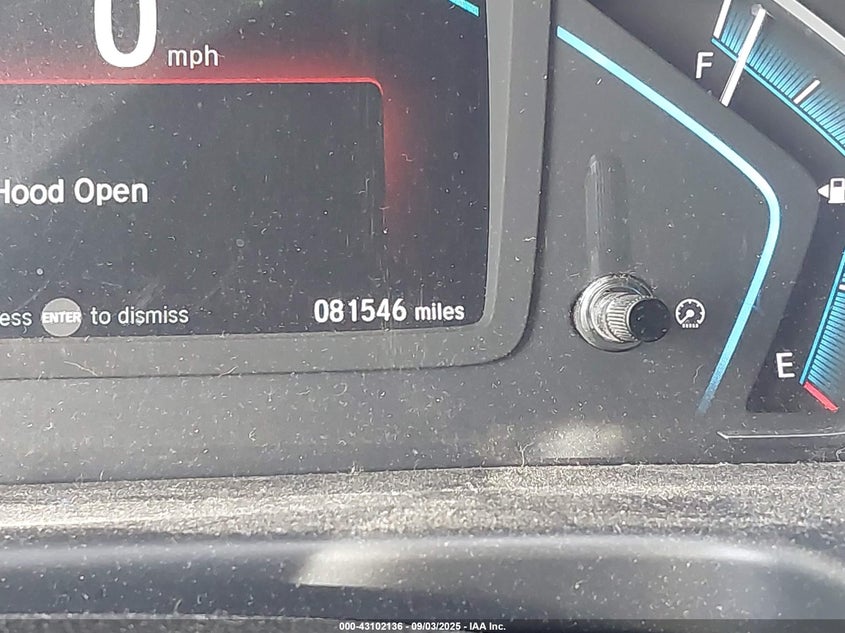 0 mph
F
Hood Open
ess ENTER to dismiss
081546 miles
E
000-43102136 - 09/03/2025 - IAA Inc.